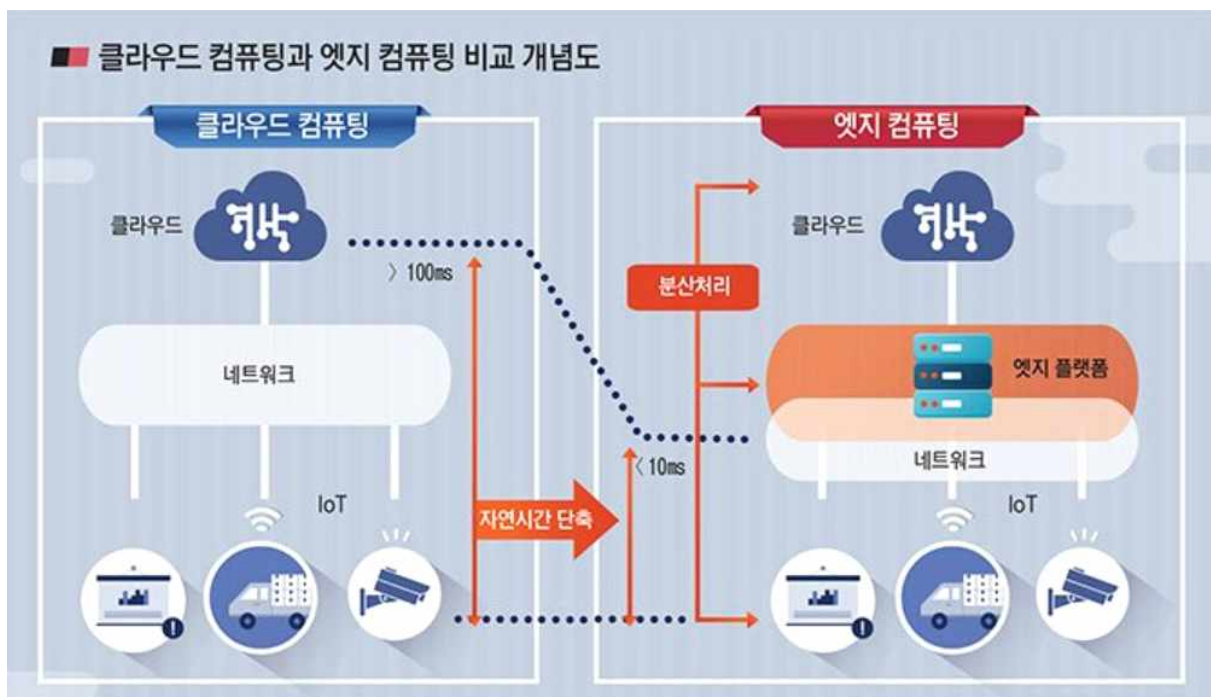 클라우드 컴퓨팅과 엣지 컴퓨팅 비교 개념도
클라우드 컴퓨팅
클라우드
> 100ms
네트워크
IoT
자연시간 단축
< 10ms
엣지 컴퓨팅
분산처리
클라우드
엣지 플랫폼
네트워크
IoT